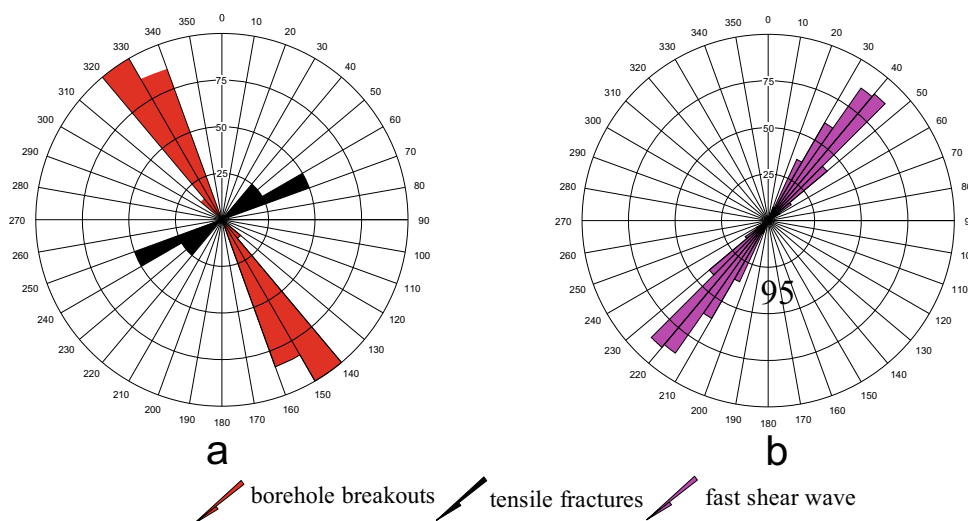 350 0 10 350 0 10
340 20 340 20
330 30 330 30
320 40 320 40
75 75
310 50 310 50
300 50 60 300 50 60
290 70 290 70
25 25
280 80 280 80
270 90 270 9
260 100 260 100
250 110 250 110
95
240 120 240 120
230 130 230 130
220 140 220 140
210 150 210 150
200 160 200 160
190 180 170 190 180 170
a b
borehole breakouts tensile fractures fast shear wave